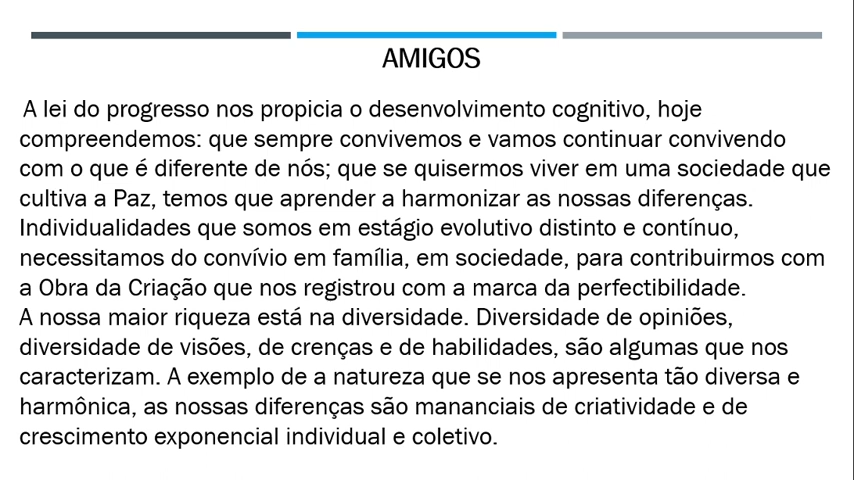 AMIGOS
A lei do progresso nos propicia o desenvolvimento cognitivo, hoje
compreendemos: que sempre convivemos e vamos continuar convivendo
com o que é diferente de nós; que se quisermos viver em uma sociedade que
cultiva a Paz, temos que aprender a harmonizar as nossas diferenças.
Individualidades que somos em estágio evolutivo distinto e contínuo,
necessitamos do convívio em família, em sociedade, para contribuirmos com
a Obra da Criação que nos registrou com a marca da perfectibilidade.
A nossa maior riqueza está na diversidade. Diversidade de opiniões,
diversidade de visões, de crenças e de habilidades, são algumas que nos
caracterizam. A exemplo de a natureza que se nos apresenta tão diversa e
harmônica, as nossas diferenças são mananciais de criatividade e de
crescimento exponencial individual e coletivo.